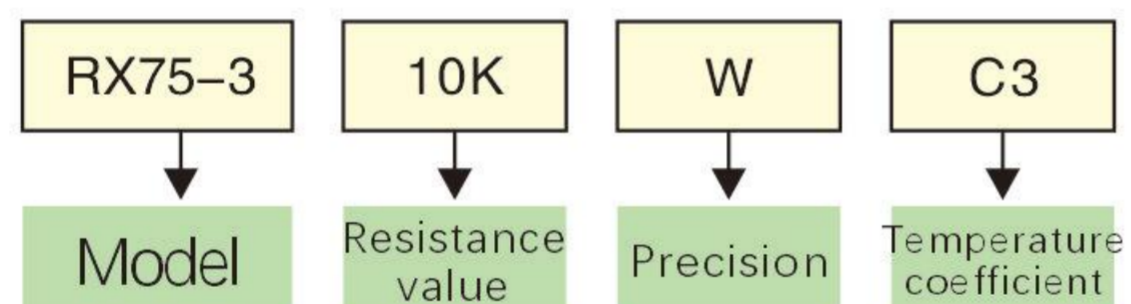 RX75–3 10K W C3
Model Resistance value Precision Temperature coefficient